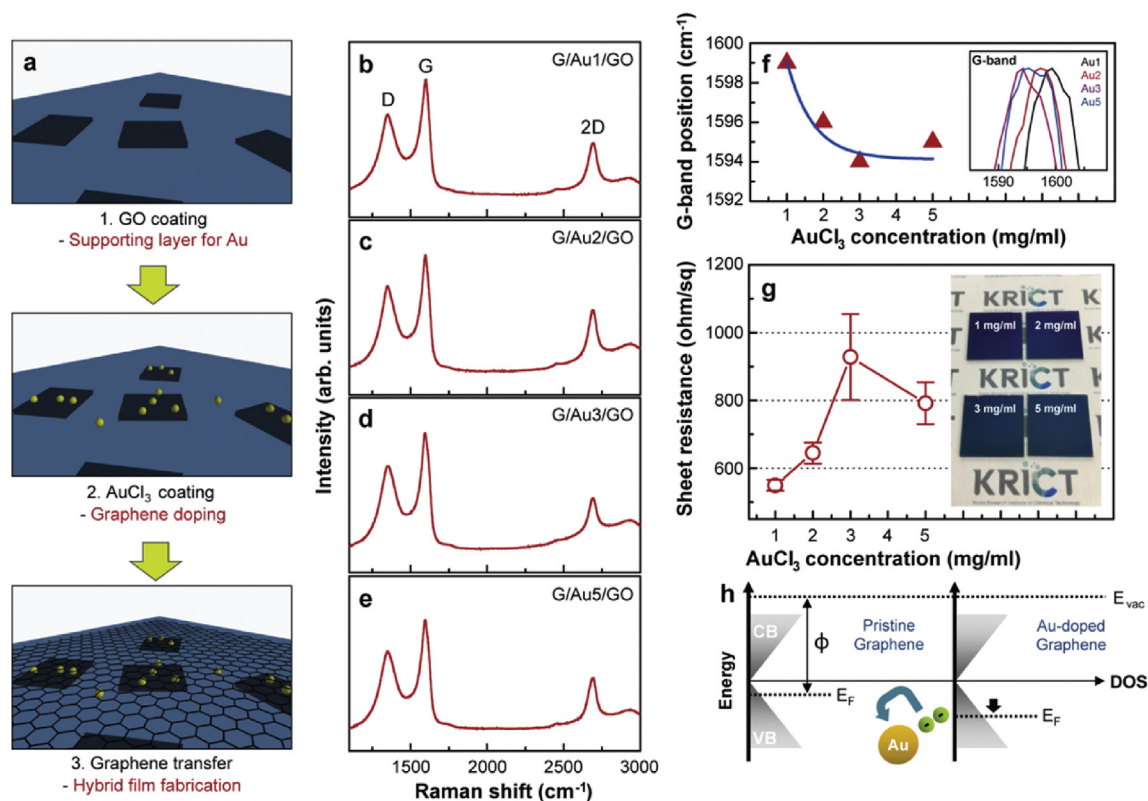 a
1. GO coating
- Supporting layer for Au
2. AuCl₃ coating
- Graphene doping
3. Graphene transfer
- Hybrid film fabrication
Intensity (arb. units)
b
G/Au1/GO
D
G
2D
c
G/Au2/GO
d
G/Au3/GO
e
G/Au5/GO
1500 2000 2500 3000
Raman shift (cm⁻¹)
f
G-band position (cm⁻¹)
1600
1598
1596
1594
1592
1 2 3 4 5
AuCl₃ concentration (mg/ml)
G-band
Au1
Au2
Au3
Au5
1590 1600
g
Sheet resistance (ohm/sq)
1200
1000
800
600
1 2 3 4 5
AuCl₃ concentration (mg/ml)
KRICT
1 mg/ml 2 mg/ml
3 mg/ml 5 mg/ml
KRICT
h
Energy
CB
VB
ϕ
Pristine
Graphene
E_F
Au
E_vac
Au-doped
Graphene
DOS
E_F